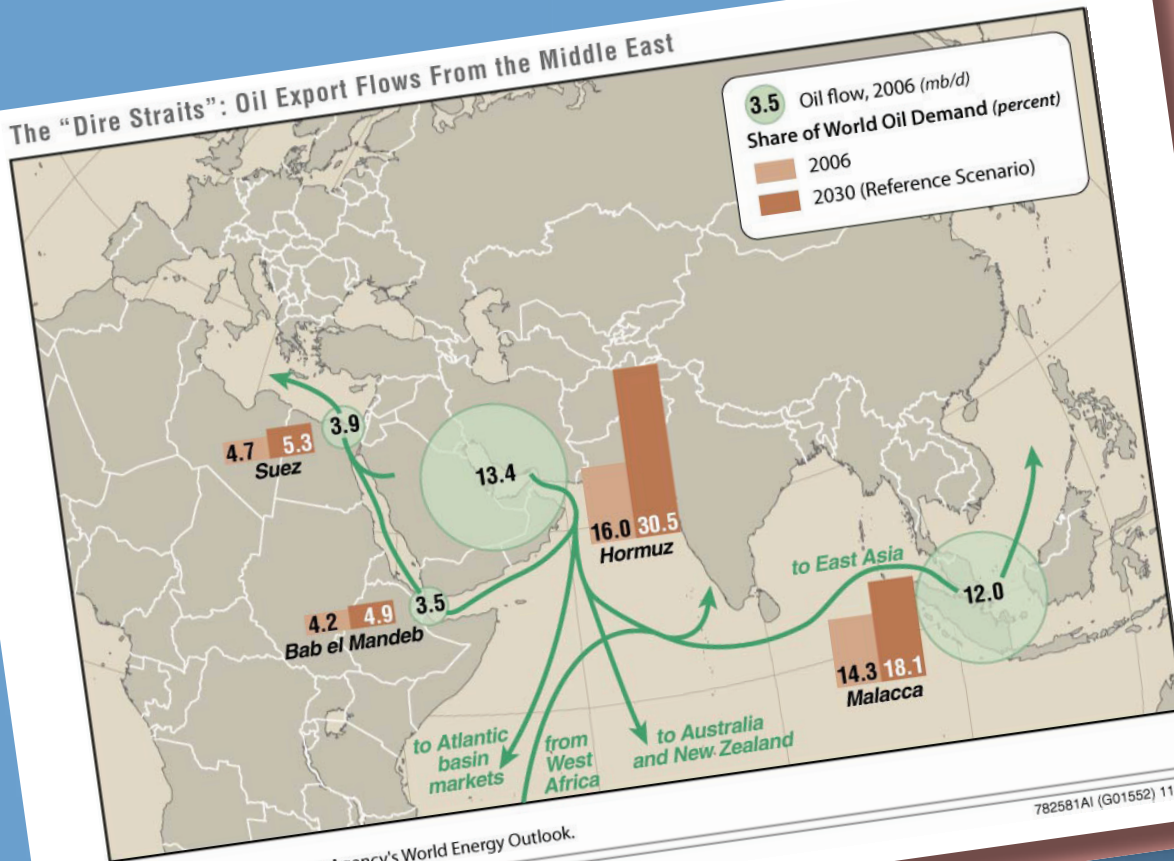 The "Dire Straits": Oil Export Flows From the Middle East
3.5 Oil flow, 2006 (mb/d)
Share of World Oil Demand (percent)
2006
2030 (Reference Scenario)
3.9
4.7 5.3
Suez
13.4
16.0 30.5
Hormuz
3.5
4.2 4.9
Bab el Mandeb
to East Asia
12.0
14.3 18.1
Malacca
to Atlantic
basin
markets
from
West
Africa
to Australia
and New Zealand
World Energy Outlook.
782581AI (G01552) 11